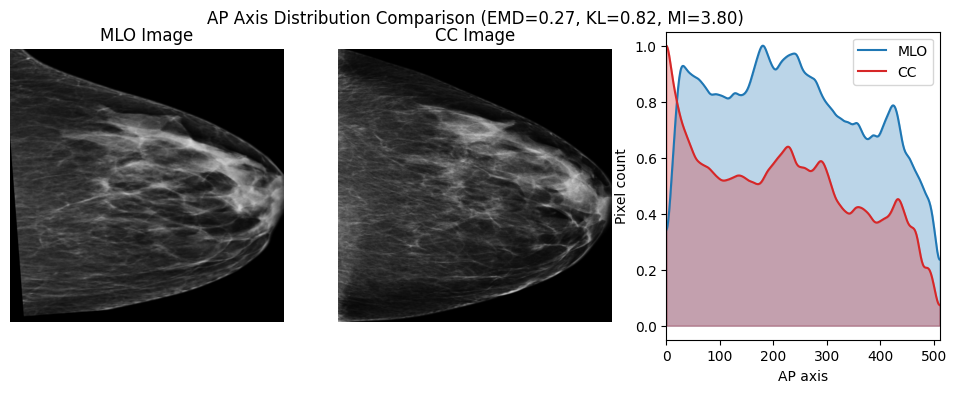 AP Axis Distribution Comparison (EMD=0.27, KL=0.82, MI=3.80)
MLO Image
CC Image
MLO
CC
Pixel count
1.0
0.8
0.6
0.4
0.2
0.0
0 100 200 300 400 500
AP axis